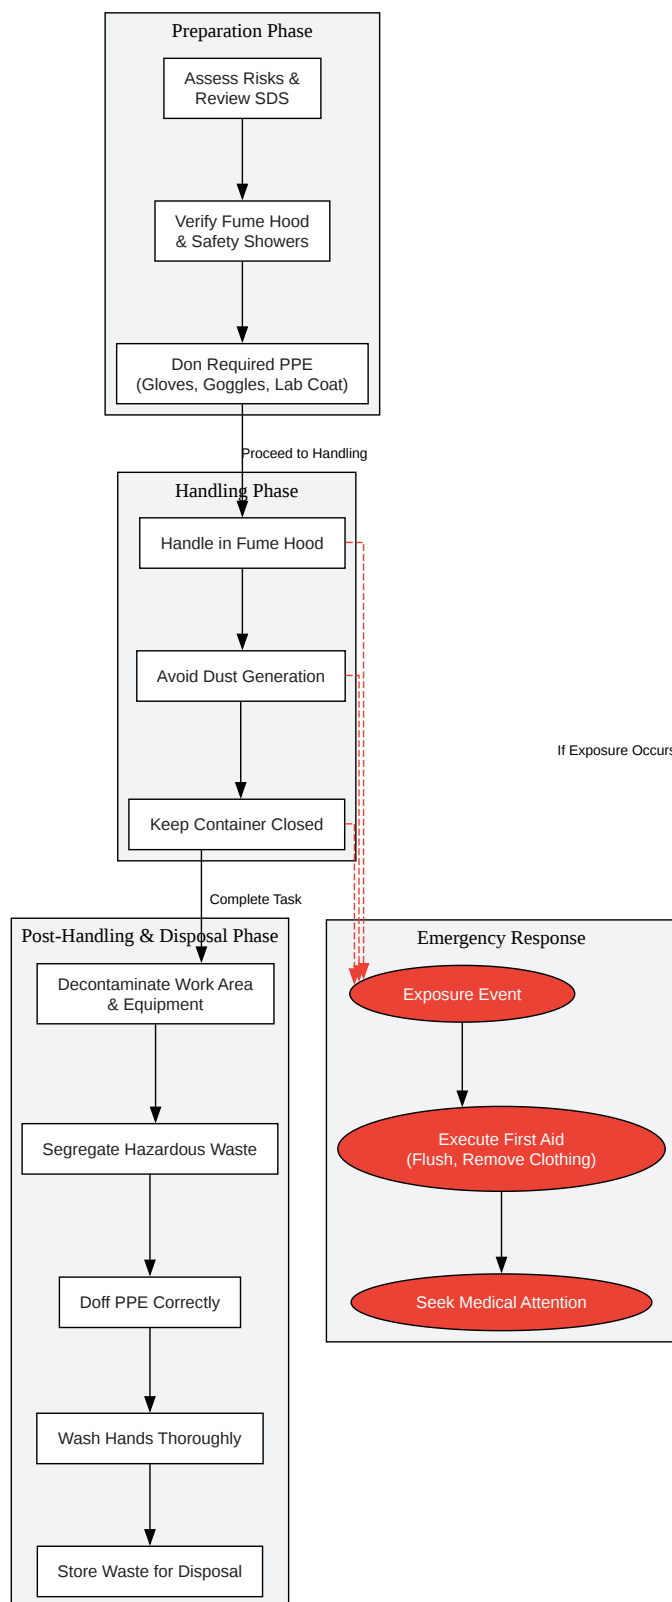 Preparation Phase
Assess Risks &
Review SDS
Verify Fume Hood
& Safety Showers
Don Required PPE
(Gloves, Goggles, Lab Coat)
Proceed to Handling
Handling Phase
Handle in Fume Hood
Avoid Dust Generation
If Exposure Occurs
Keep Container Closed
Complete Task
Post-Handling & Disposal Phase
Decontaminate Work Area
& Equipment
Segregate Hazardous Waste
Doff PPE Correctly
Wash Hands Thoroughly
Store Waste for Disposal
Emergency Response
Exposure Event
Execute First Aid
(Flush, Remove Clothing)
Seek Medical Attention